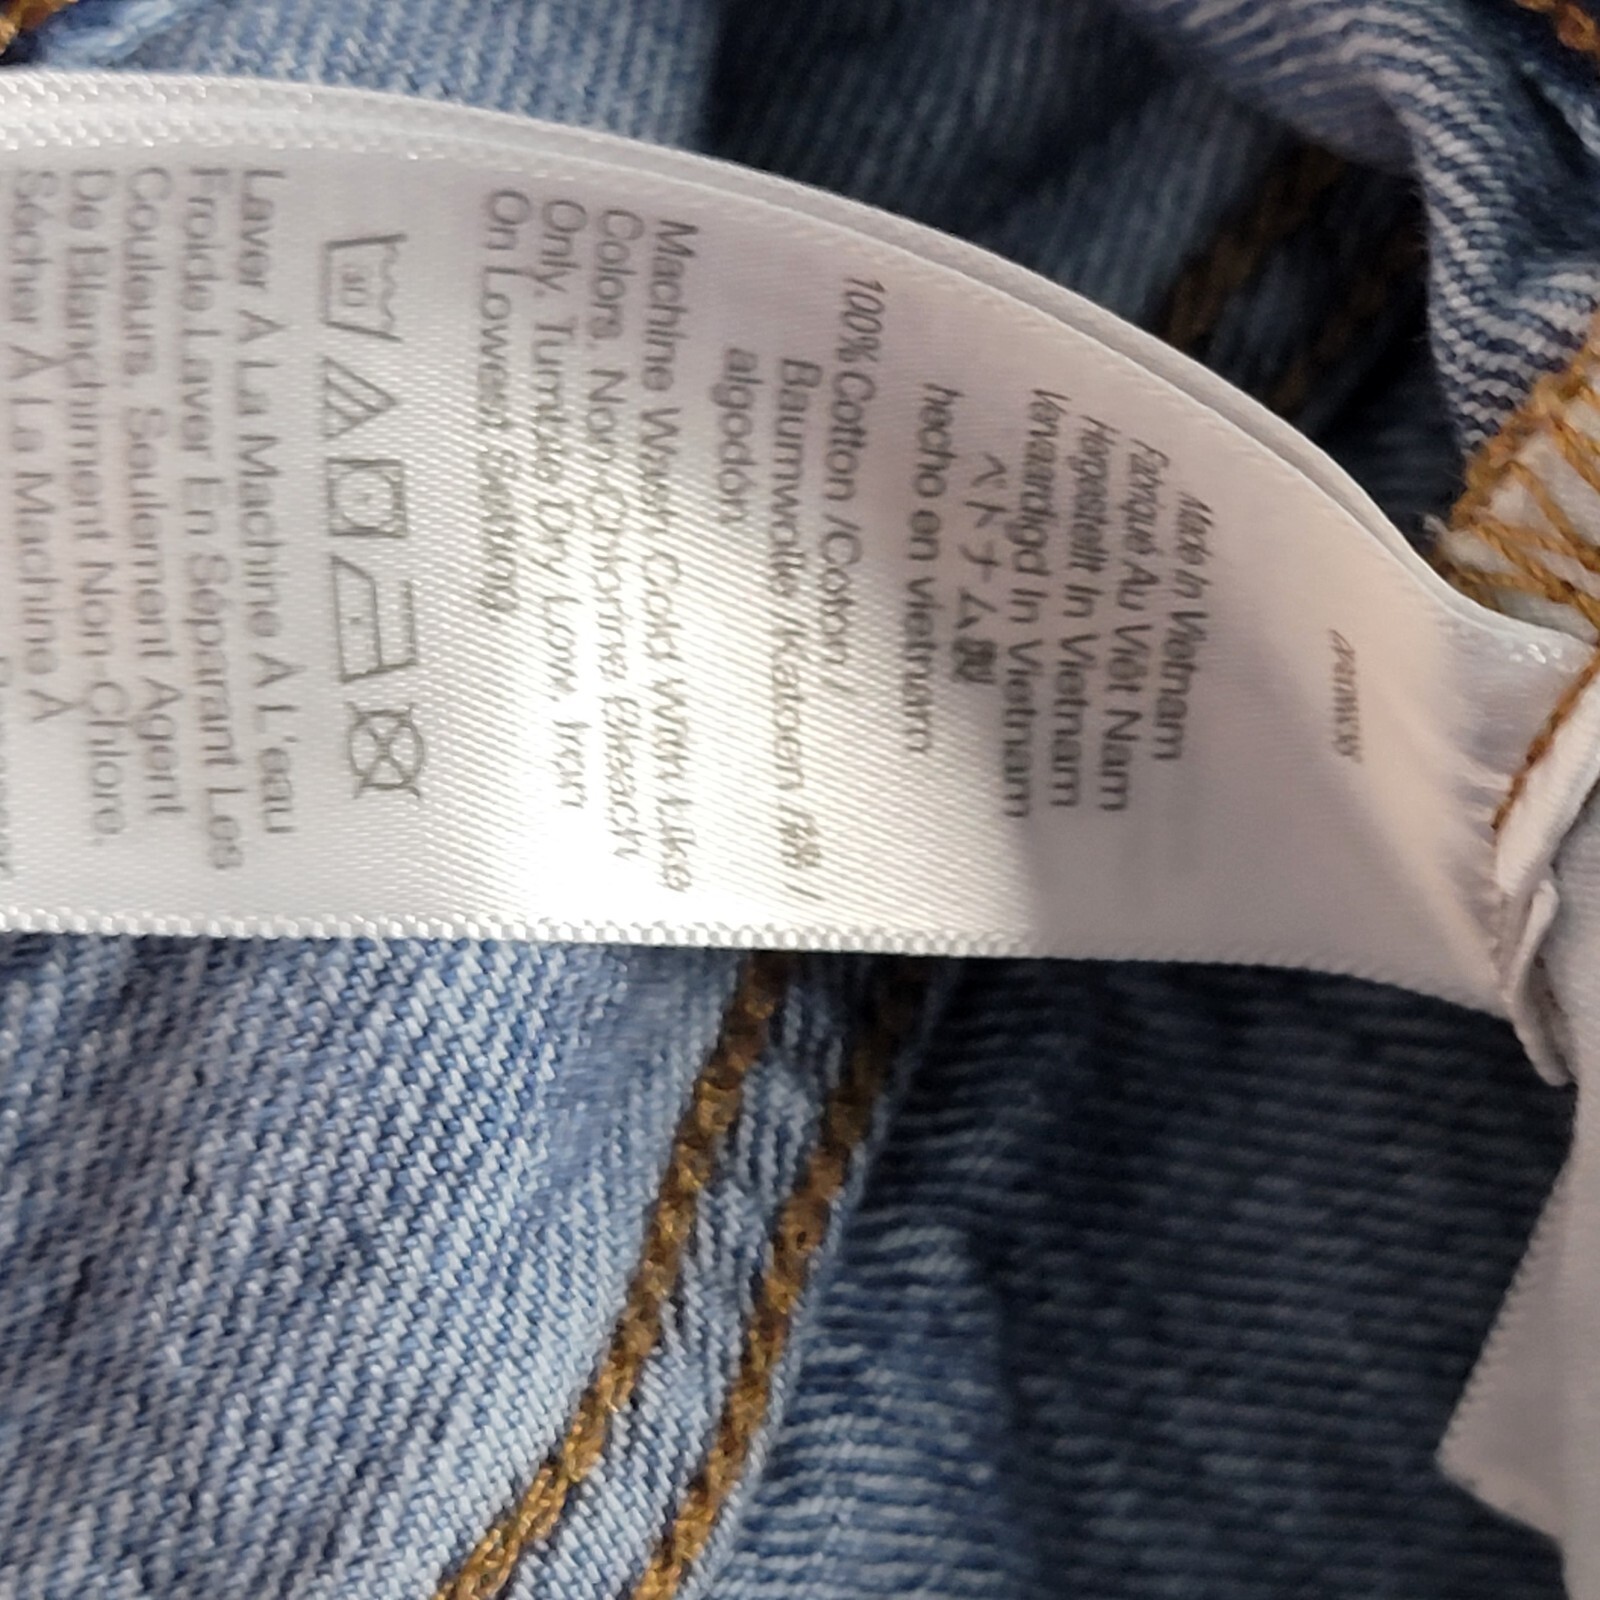 Made In Vietnam
Fabriqué Au Viêt Nam
Hergestellt In Vietnam
Vervaardigd In Vietnam
ベトナム製
hecho en vietnam
100% Cotton /Coton /
Baumwolle /Katoen /綿 /
algodón
Machine Wash Cold With Like
Colors. Non-Chlorine Bleach
Only. Tumble Dry Low. Iron
On Lowest Setting
30
Laver À La Machine À L'eau
Froide Laver En Séparant Les
Couleurs. Seulement Agent
De Blanchiment Non-Chlore.
Sécher À La Machine À